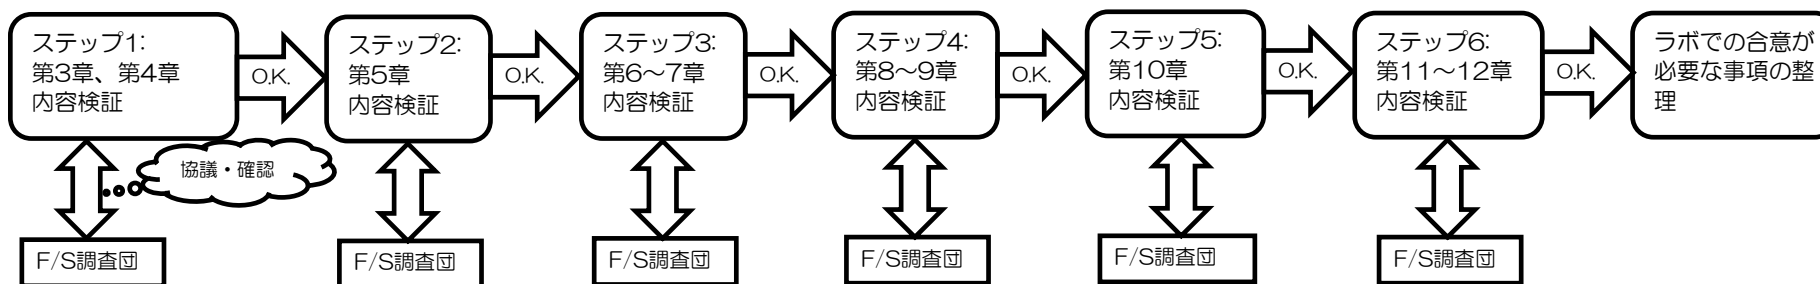 ステップ1:
第3章、第4章
内容検証
O.K.
ステップ2:
第5章
内容検証
O.K.
ステップ3:
第6～7章
内容検証
O.K.
ステップ4:
第8～9章
内容検証
O.K.
ステップ5:
第10章
内容検証
O.K.
ステップ6:
第11～12章
内容検証
O.K.
ラボでの合意が
必要な事項の整
理
協議・確認
F/S調査団
F/S調査団
F/S調査団
F/S調査団
F/S調査団
F/S調査団